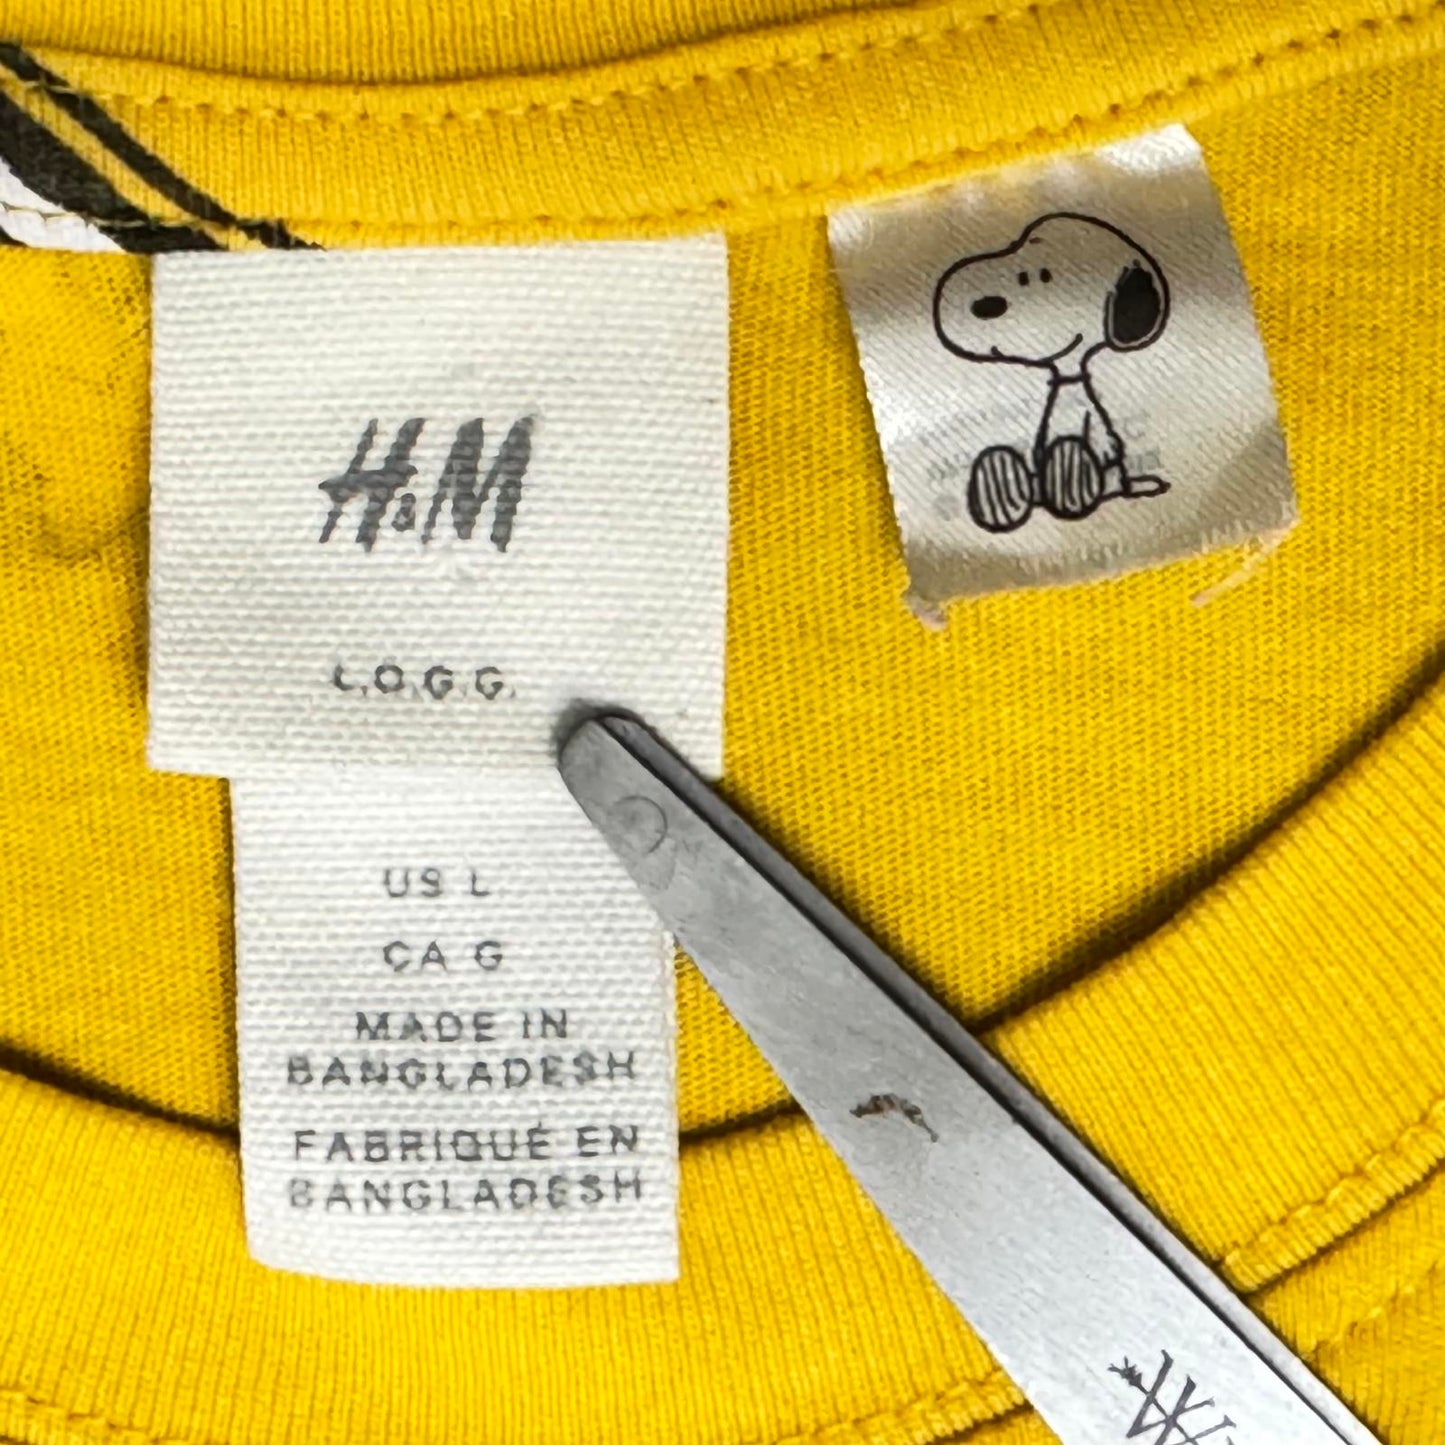 H&M
L.O.G.G.
US L
CA G
MADE IN
BANGLADESH
FABRIQUÉ EN
BANGLADESH